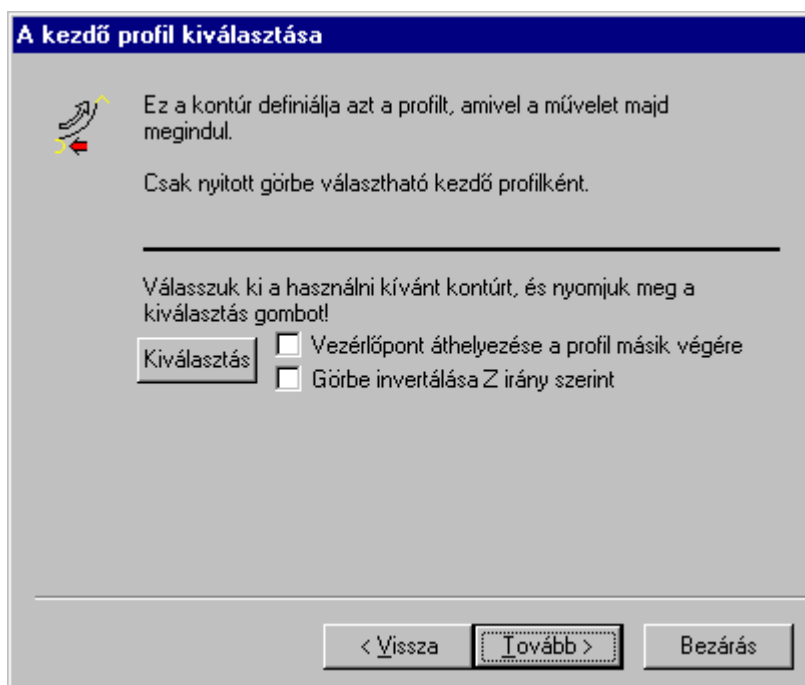 A kezdő profil kiválasztása
Ez a kontúr definiálja azt a profilt, amivel a művelet majd
megindul.
Csak nyitott görbe választható kezdő profilként.
Válasszuk ki a használni kívánt kontúrt, és nyomjuk meg a
kiválasztás gombot!
Kiválasztás
Vezérlőpont áthelyezése a profil másik végére
Görbe invertálása Z irány szerint
< Vissza
Tovább >
Bezárás